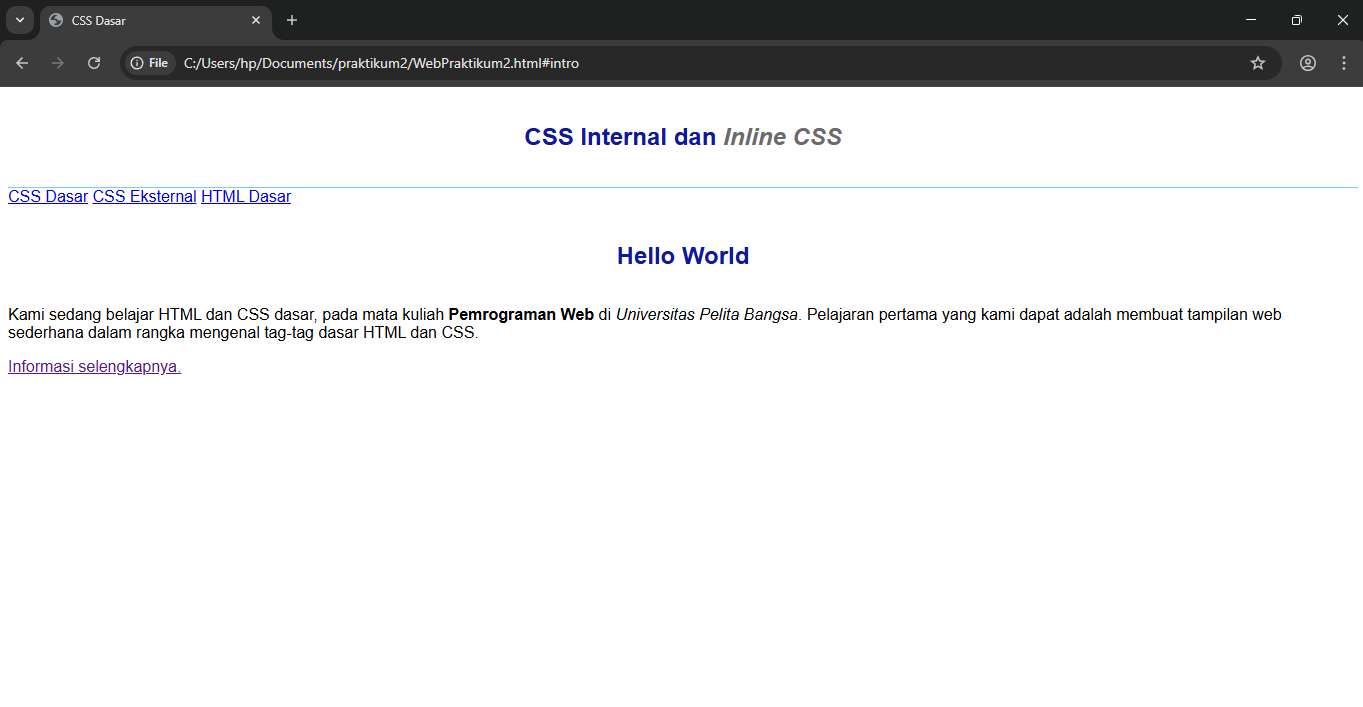 CSS Dasar
File
C:/Users/hp/Documents/praktikum2/WebPraktikum2.html#intro
CSS Internal dan Inline CSS
CSS Dasar CSS Eksternal HTML Dasar
Hello World
Kami sedang belajar HTML dan CSS dasar, pada mata kuliah Pemrograman Web di Universitas Pelita Bangsa. Pelajaran pertama yang kami dapat adalah membuat tampilan web
sederhana dalam rangka mengenal tag-tag dasar HTML dan CSS.
Informasi selengkapnya.